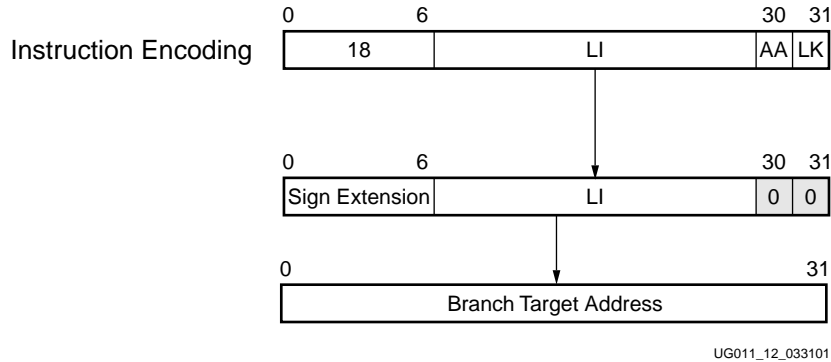 0 6 30 31
Instruction Encoding 18 LI AA LK
0 6 30 31
Sign Extension LI 0 0
0 31
Branch Target Address
UG011_12_033101